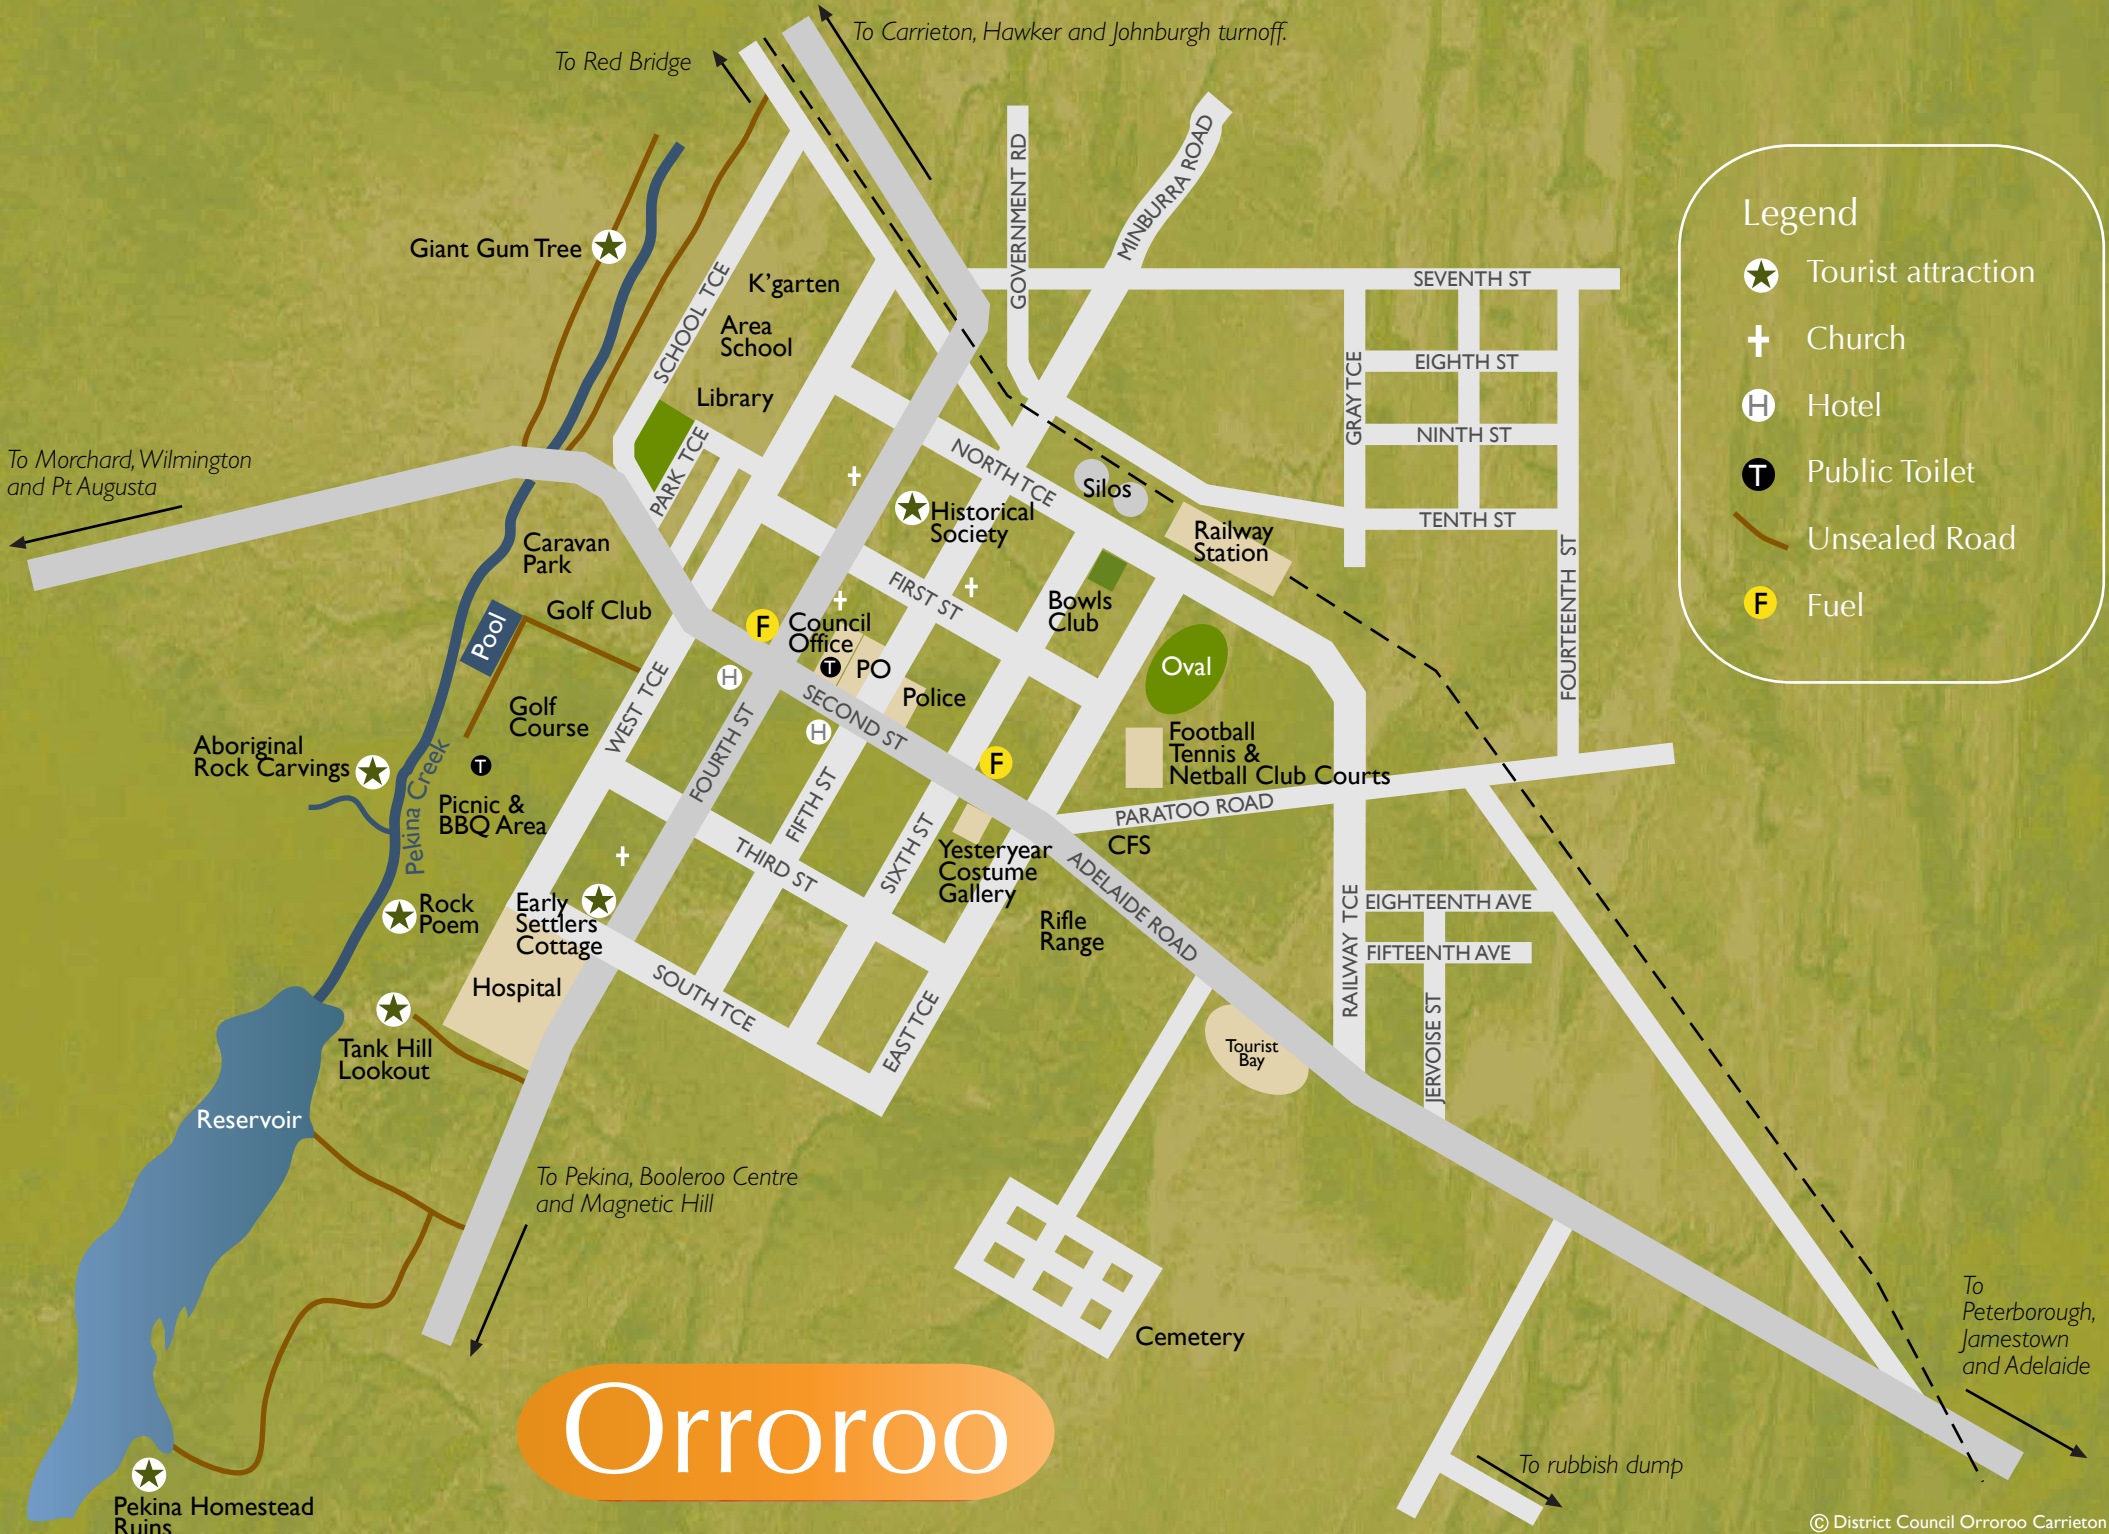 To Carrieton, Hawker and Johnburgh turnoff.
To Red Bridge
GOVERNMENT RD
MINBURRA ROAD
Legend
Tourist attraction
Church
H
Hotel
T
Public Toilet
Unsealed Road
F
Fuel
Giant Gum Tree
SCHOOL TCE
K'garten
Area
School
Library
PARK TCE
SEVENTH ST
EIGHTH ST
NINTH ST
TENTH ST
GRAY TCE
FOURTEENTH ST
To Morchard, Wilmington
and Pt Augusta
NORTH TCE
Silos
Railway
Station
Historical
Society
Caravan
Park
Golf Club
Pool
FIRST ST
Bowls
Club
F
Council
Office
T
PO
H
Police
Oval
WEST TCE
SECOND ST
H
FOURTH ST
Golf
Course
Football
Tennis &
Netball Club Courts
F
Aboriginal
Rock Carvings
T
Pekina Creek
Picnic &
BBQ Area
FIFTH ST
PARATOO ROAD
CFS
THIRD ST
SIXTH ST
Yesteryear
Costume
Gallery
ADELAIDE ROAD
Rock
Poem
Early
Settlers
Cottage
Rifle
Range
RAILWAY TCE
EIGHTEENTH AVE
FIFTEENTH AVE
JERVOISE ST
Hospital
SOUTH TCE
EAST TCE
Tourist
Bay
Tank Hill
Lookout
Reservoir
To Pekina, Booleroo Centre
and Magnetic Hill
Cemetery
To
Peterborough,
Jamestown
and Adelaide
Orroroo
To rubbish dump
Pekina Homestead
Ruins
© District Council Orroroo Carrieton